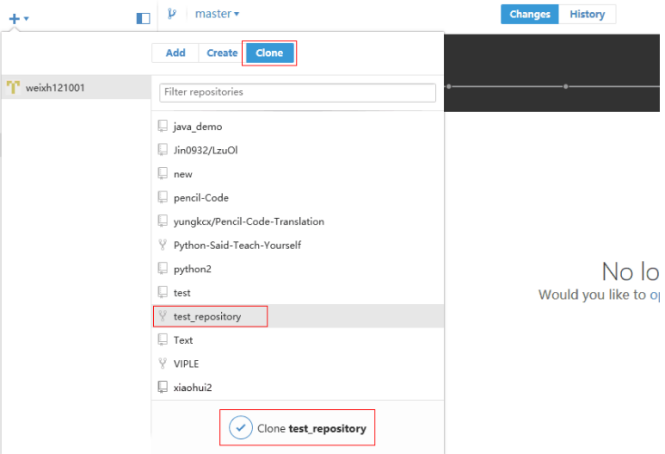 master
Changes
History
Add
Create
Clone
weixh121001
Filter repositories
java_demo
Jin0932/LzuOl
new
pencil-Code
yungkcx/Pencil-Code-Translation
Python-Said-Teach-Yourself
python2
test
test_repository
Text
VIPLE
xiaohui2
Clone test_repository
No lo
Would you like to op